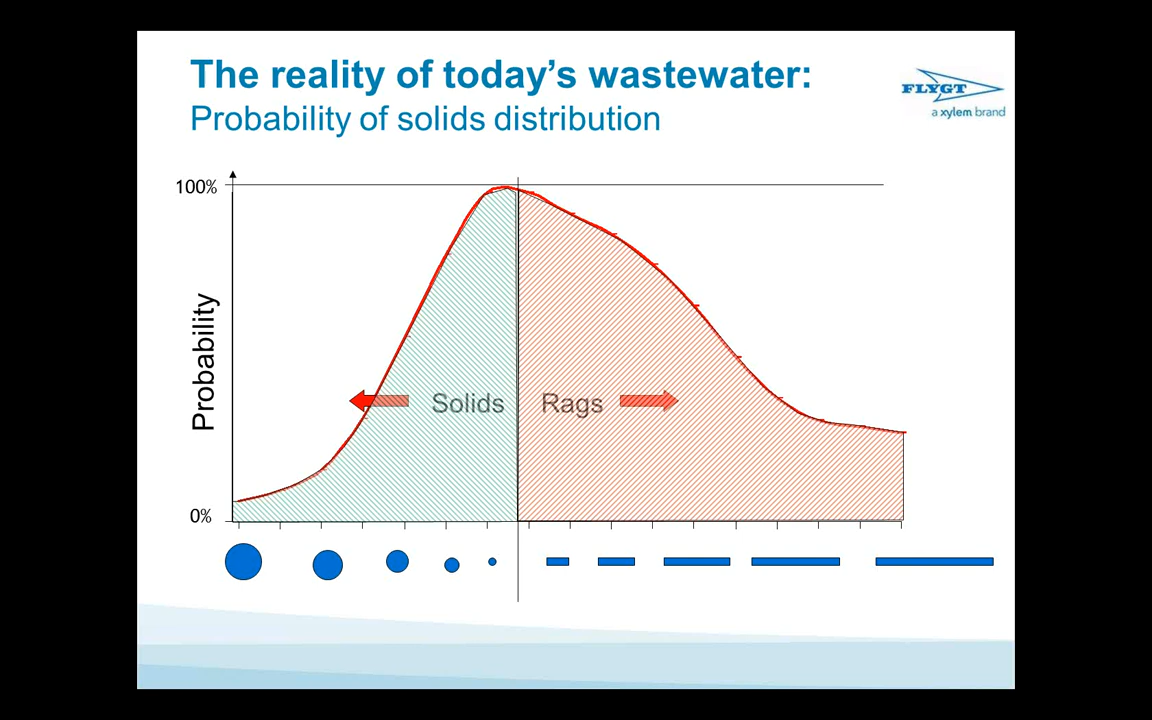 The reality of today's wastewater:
Probability of solids distribution
FLYGT
a xylem brand
100%
Probability
Solids
Rags
0%